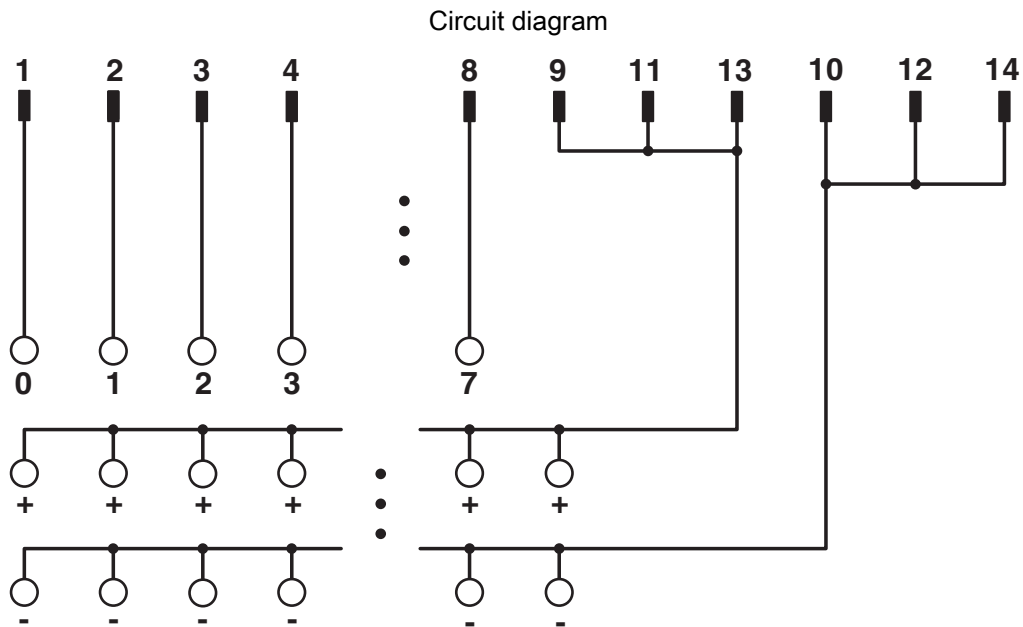 Circuit diagram
1 2 3 4 8 9 11 13 10 12 14
0 1 2 3 7
+ + + + + +
- - - - - -